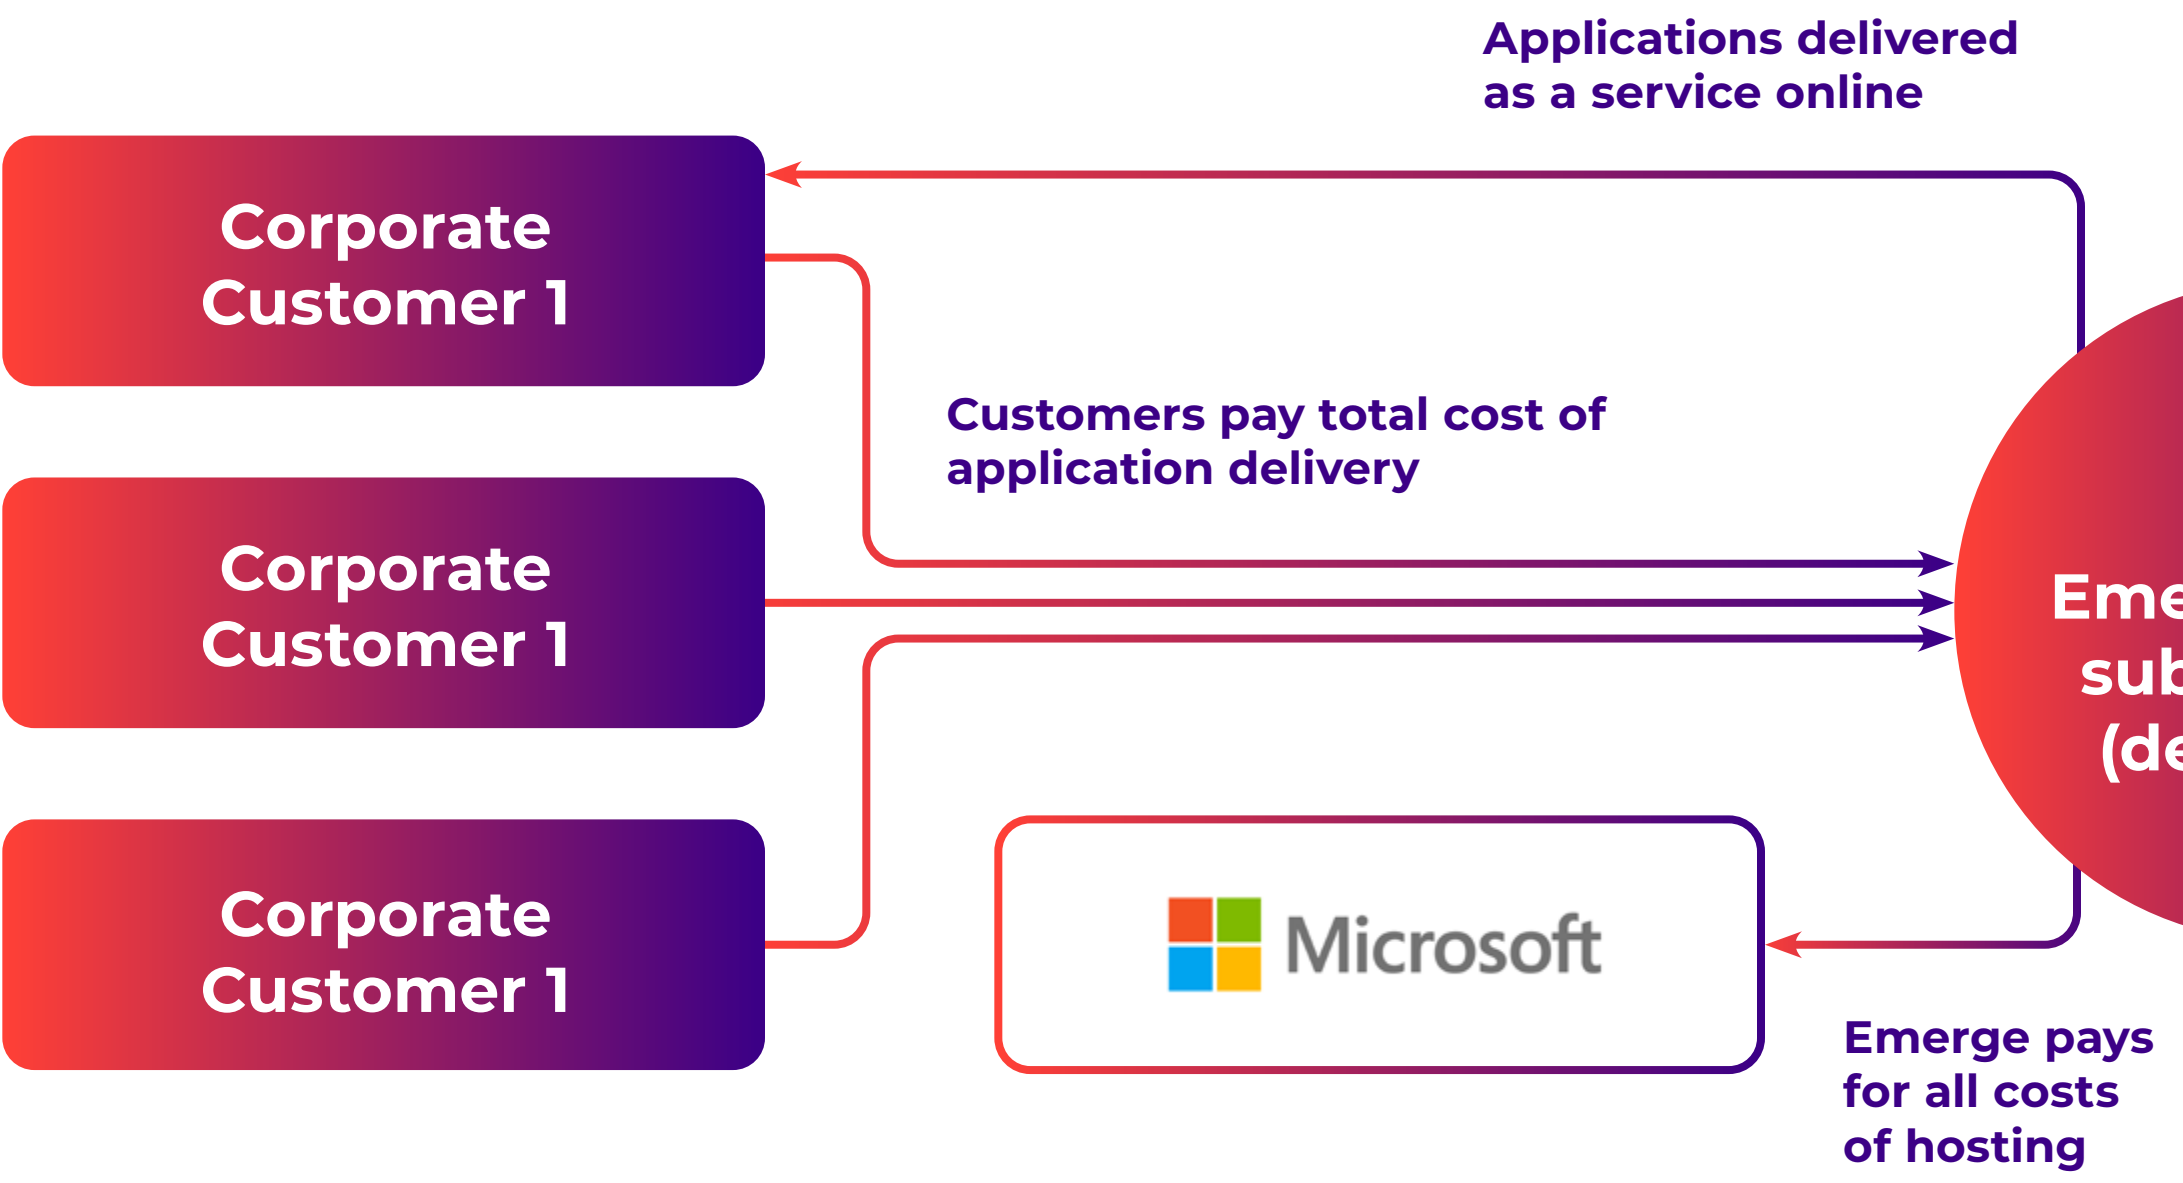 Applications delivered
as a service online
Corporate
Customer 1
Customers pay total cost of
application delivery
Corporate
Customer 1
Corporate
Customer 1
Microsoft
Emerge pays
for all costs
of hosting